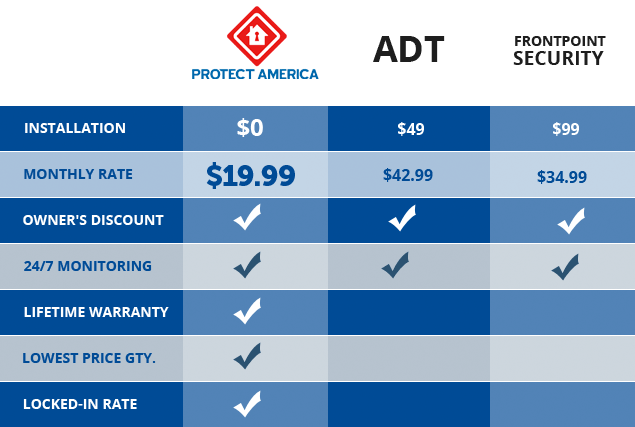 PROTECT AMERICA
ADT
FRONTPOINT
SECURITY
INSTALLATION $0 $49 $99
MONTHLY RATE $19.99 $42.99 $34.99
OWNER'S DISCOUNT
24/7 MONITORING
LIFETIME WARRANTY
LOWEST PRICE GTY.
LOCKED-IN RATE